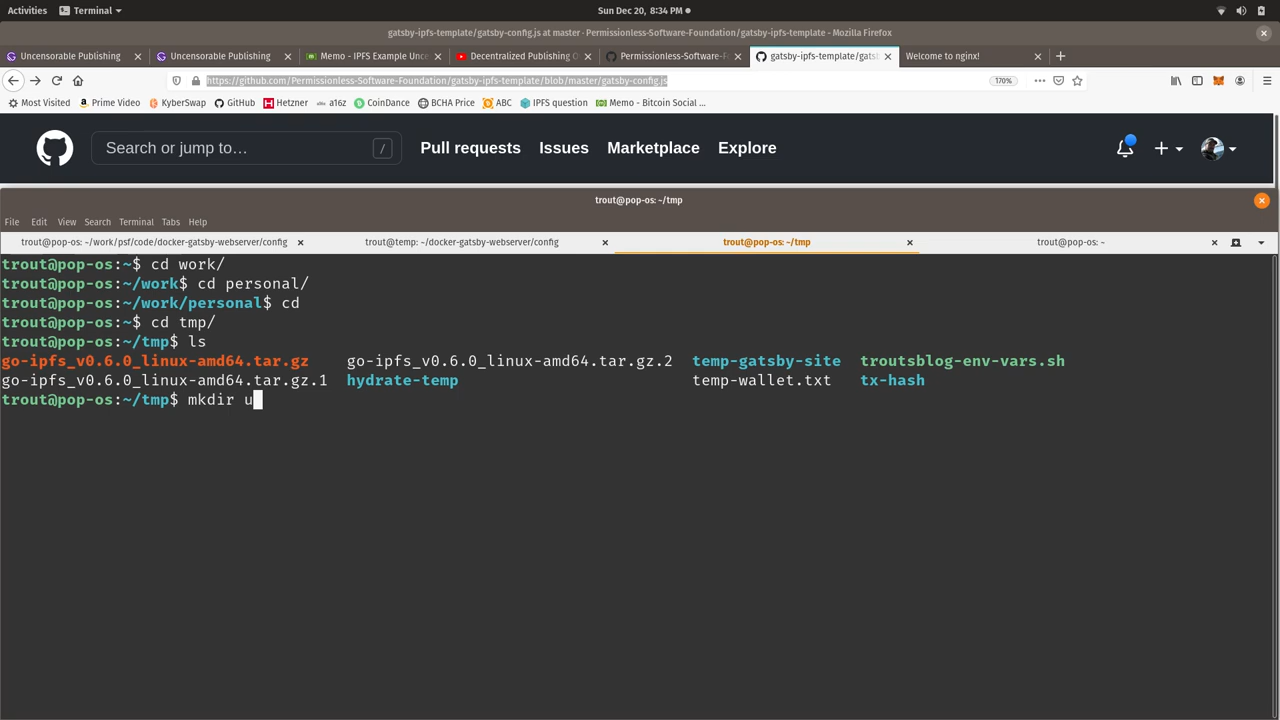 Activities Terminal Sun Dec 20, 8:34 PM
gatsby-ipfs-template/gatsby-config.js at master · Permissionless-Software-Foundation/gatsby-ipfs-template - Mozilla Firefox
Uncensorable Publishing Uncensorable Publishing Memo - IPFS Example Unce Decentralized Publishing O Permissionless-Software-F gatsby-ipfs-template/gats Welcome to nginx!
https://github.com/Permissionless-Software-Foundation/gatsby-ipfs-template/blob/master/gatsby-config.js 170%
Most Visited Prime Video KyberSwap GitHub Hetzner a16z CoinDance BCHA Price ABC IPFS question Memo - Bitcoin Social ...
Search or jump to… / Pull requests Issues Marketplace Explore
trout@pop-os: ~/tmp
File Edit View Search Terminal Tabs Help
trout@pop-os: ~/work/psf/code/docker-gatsby-webserver/config trout@temp: ~/docker-gatsby-webserver/config trout@pop-os: ~/tmp trout@pop-os: ~
trout@pop-os:~$ cd work/
trout@pop-os:~/work$ cd personal/
trout@pop-os:~/work/personal$ cd
trout@pop-os:~$ cd tmp/
trout@pop-os:~/tmp$ ls
go-ipfs_v0.6.0_linux-amd64.tar.gz go-ipfs_v0.6.0_linux-amd64.tar.gz.2 temp-gatsby-site troutsblog-env-vars.sh
go-ipfs_v0.6.0_linux-amd64.tar.gz.1 hydrate-temp temp-wallet.txt tx-hash
trout@pop-os:~/tmp$ mkdir u